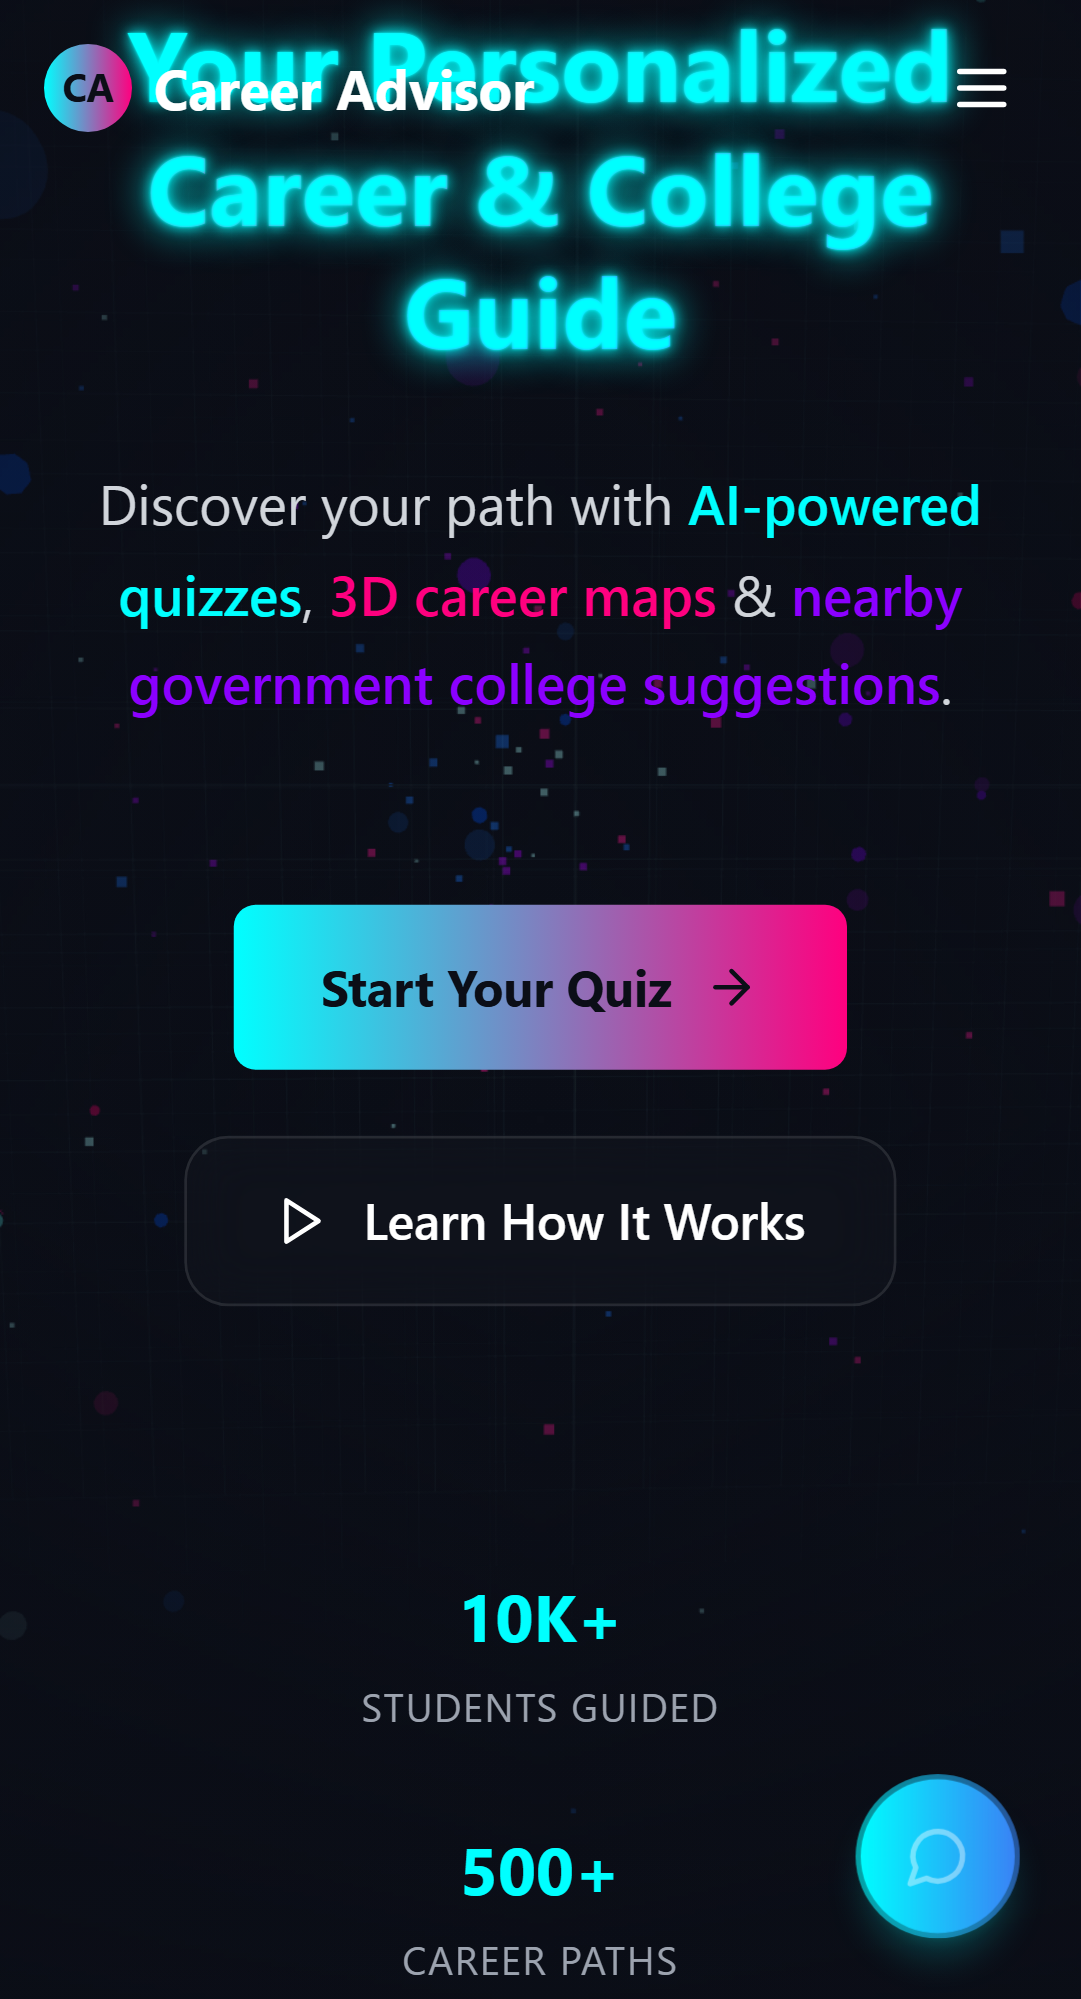 CA Career Advisor
Your Personalized
Career & College
Guide
Discover your path with AI-powered
quizzes, 3D career maps & nearby
government college suggestions.
Start Your Quiz
Learn How It Works
10K+
STUDENTS GUIDED
500+
CAREER PATHS